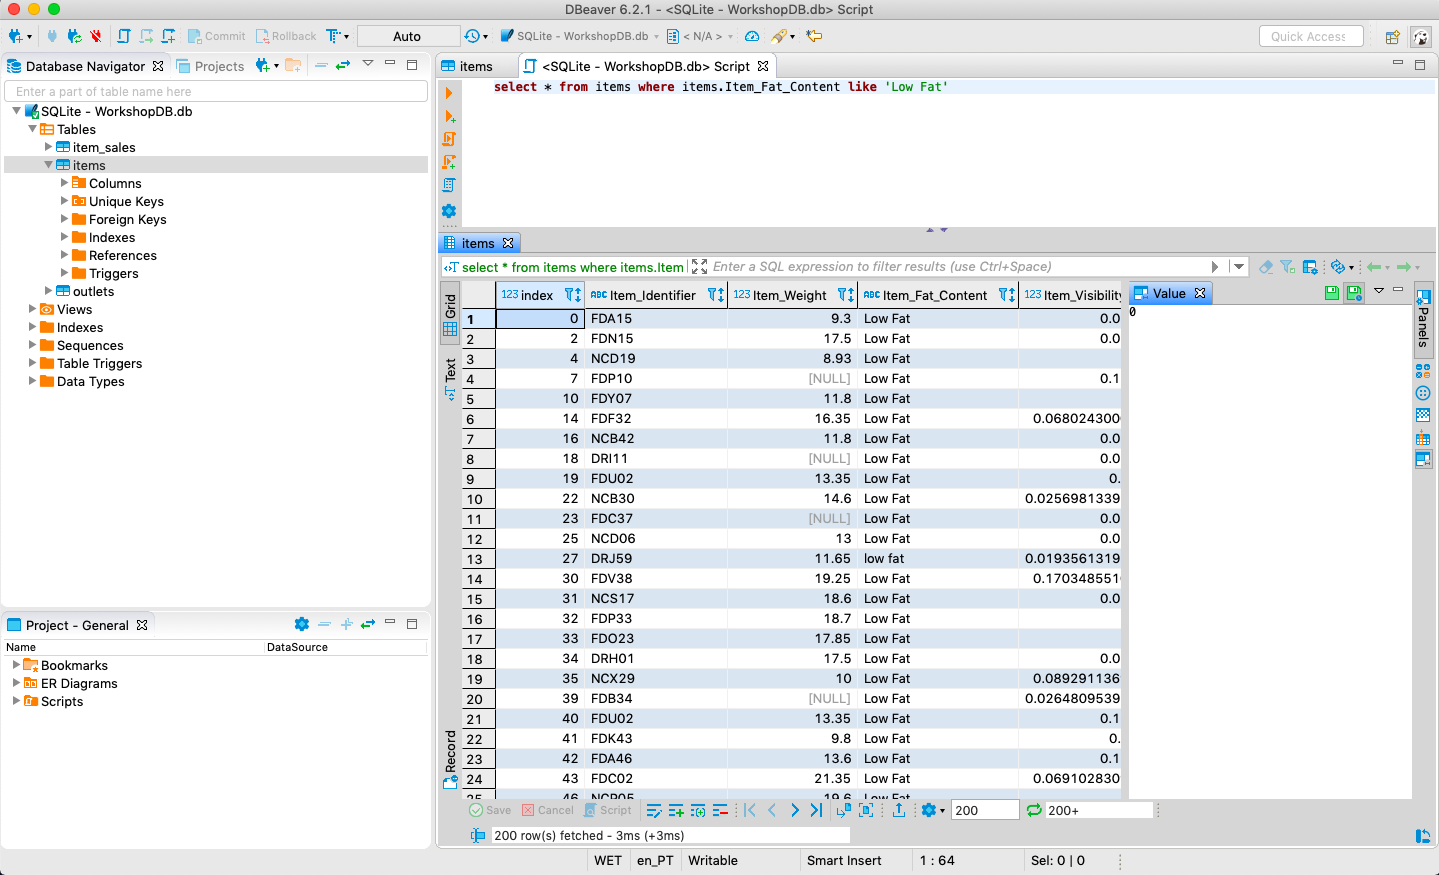 DBeaver 6.2.1 - <SQLite - WorkshopDB.db> Script
Commit Rollback Auto SQLite - WorkshopDB.db < N/A > Quick Access
Database Navigator Projects
Enter a part of table name here
SQLite - WorkshopDB.db
Tables
item_sales
items
Columns
Unique Keys
Foreign Keys
Indexes
References
Triggers
outlets
Views
Indexes
Sequences
Table Triggers
Data Types
Project - General
Name DataSource
Bookmarks
ER Diagrams
Scripts
items <SQLite - WorkshopDB.db> Script
select * from items where items.Item_Fat_Content like 'Low Fat'
items
select * from items where items.Item Enter a SQL expression to filter results (use Ctrl+Space)
Grid
Text
Record
123 index ABC Item_Identifier 123 Item_Weight ABC Item_Fat_Content 123 Item_Visibility
1 0 FDA15 9.3 Low Fat 0.0
2 2 FDN15 17.5 Low Fat 0.0
3 4 NCD19 8.93 Low Fat
4 7 FDP10 [NULL] Low Fat 0.1
5 10 FDY07 11.8 Low Fat
6 14 FDF32 16.35 Low Fat 0.068024300
7 16 NCB42 11.8 Low Fat 0.0
8 18 DRI11 [NULL] Low Fat 0.0
9 19 FDU02 13.35 Low Fat 0.
10 22 NCB30 14.6 Low Fat 0.0256981339
11 23 FDC37 [NULL] Low Fat 0.0
12 25 NCD06 13 Low Fat 0.0
13 27 DRJ59 11.65 low fat 0.0193561319
14 30 FDV38 19.25 Low Fat 0.170348551
15 31 NCS17 18.6 Low Fat 0.0
16 32 FDP33 18.7 Low Fat
17 33 FDO23 17.85 Low Fat
18 34 DRH01 17.5 Low Fat 0.0
19 35 NCX29 10 Low Fat 0.089291136
20 39 FDB34 [NULL] Low Fat 0.0264809539
21 40 FDU02 13.35 Low Fat 0.1
22 41 FDK43 9.8 Low Fat 0.
23 42 FDA46 13.6 Low Fat 0.1
24 43 FDC02 21.35 Low Fat 0.069102830
25 46 NCP05 19.6 Low Fat
Value
0
Panels
Save Cancel Script 200 200+
200 row(s) fetched - 3ms (+3ms)
WET en_PT Writable Smart Insert 1 : 64 Sel: 0 | 0